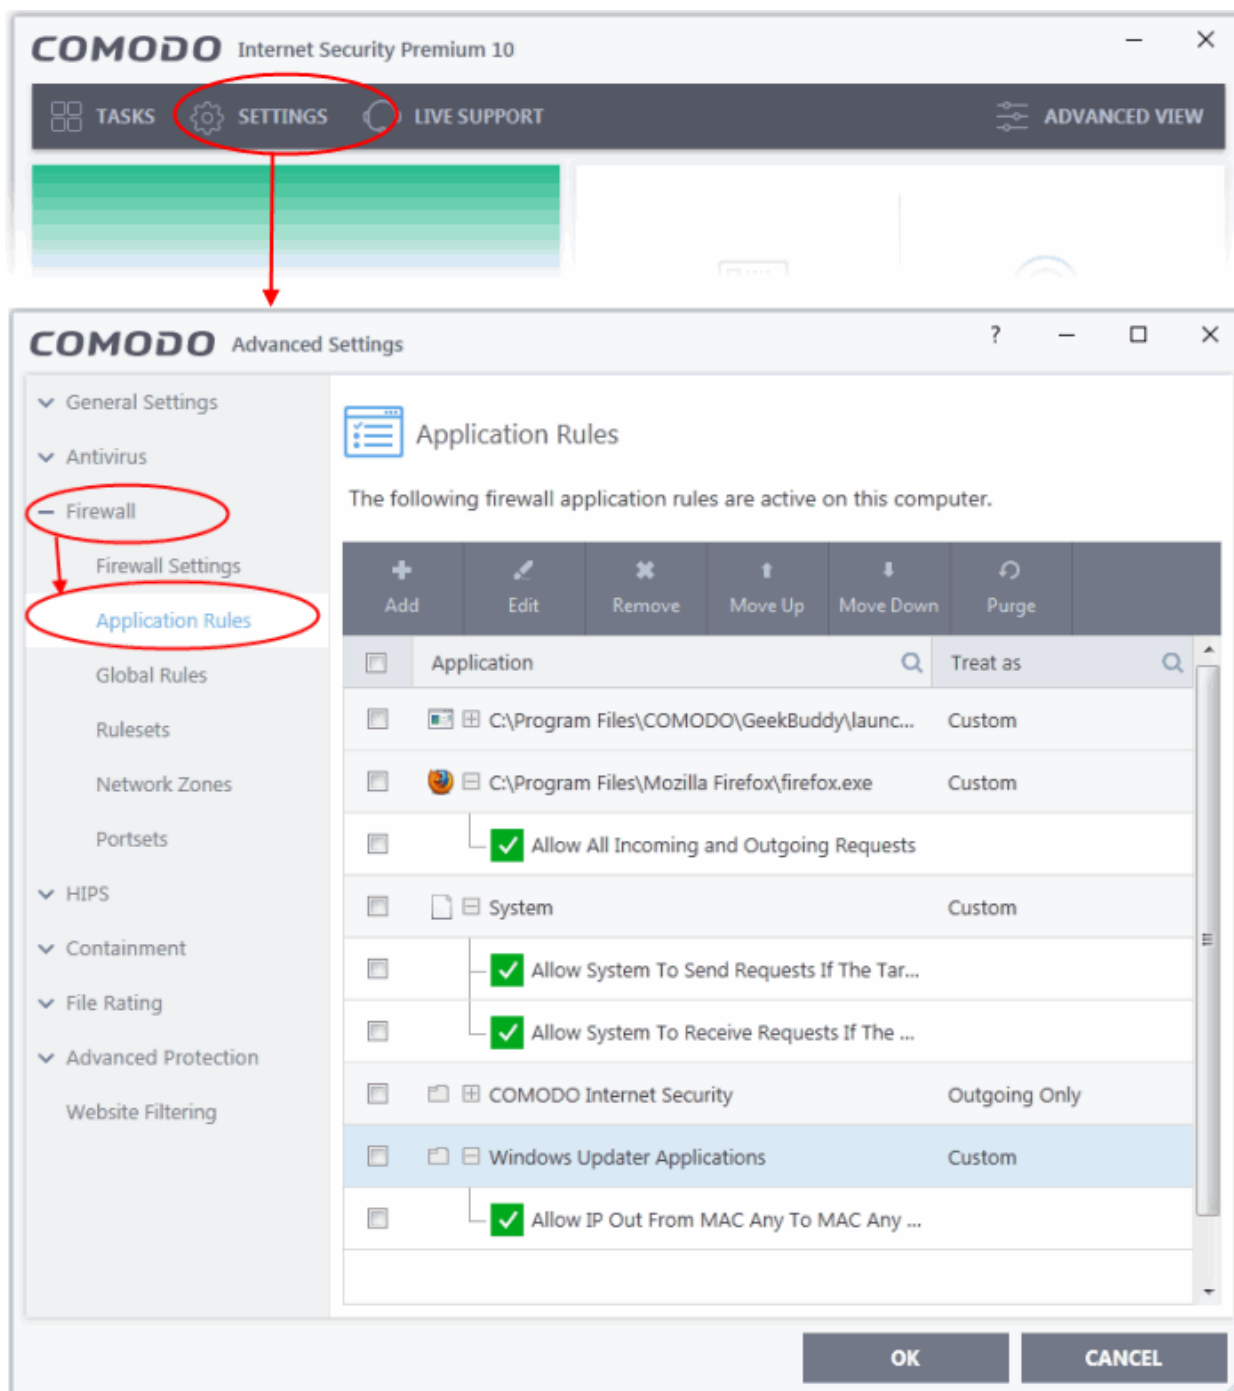 COMODO Internet Security Premium 10
TASKS SETTINGS LIVE SUPPORT ADVANCED VIEW
COMODO Advanced Settings ?
General Settings
Antivirus
Firewall
Firewall Settings
Application Rules
Global Rules
Rulesets
Network Zones
Portsets
HIPS
Containment
File Rating
Advanced Protection
Website Filtering
Application Rules
The following firewall application rules are active on this computer.
Add Edit Remove Move Up Move Down Purge
Application Treat as
C:\Program Files\COMODO\GeekBuddy\launc... Custom
C:\Program Files\Mozilla Firefox\firefox.exe Custom
Allow All Incoming and Outgoing Requests
System Custom
Allow System To Send Requests If The Tar...
Allow System To Receive Requests If The ...
COMODO Internet Security Outgoing Only
Windows Updater Applications Custom
Allow IP Out From MAC Any To MAC Any ...
OK CANCEL